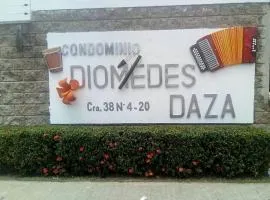 CONDOMINIO
DIOMEDES
DAZA
Cra. 38 N° 4 - 20